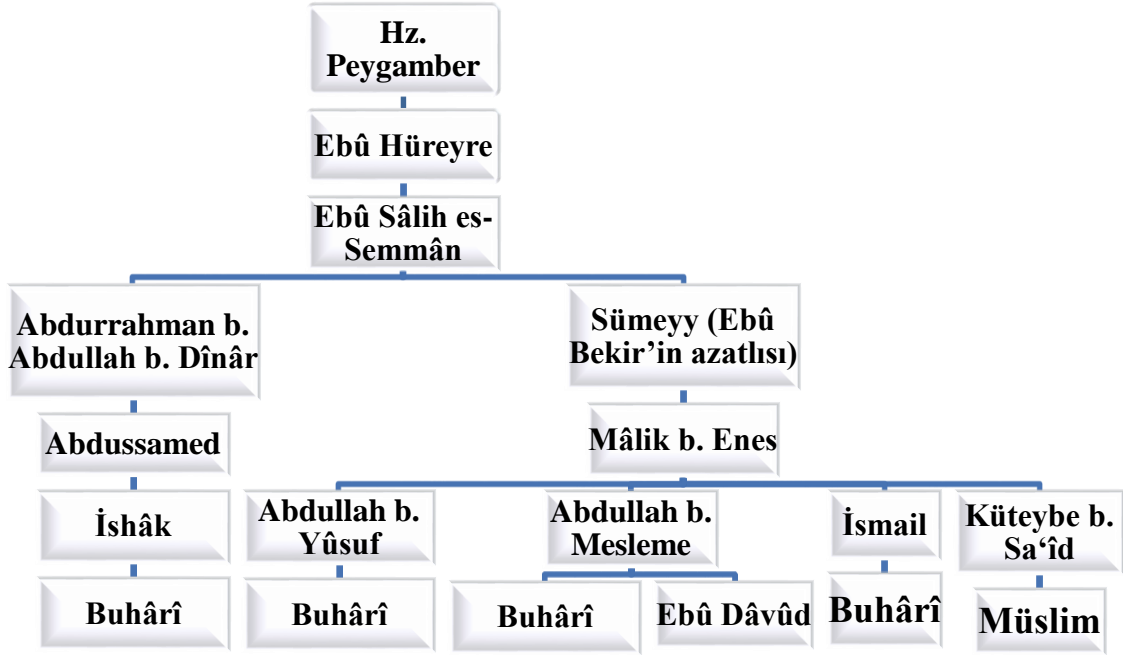 Hz.
Peygamber
Ebû Hüreyre
Ebû Sâlih es-
Semmân
Abdurrahman b.
Abdullah b. Dînâr
Sümeyy (Ebû
Bekir’in azatlısı)
Abdussamed
Mâlik b. Enes
İshâk
Abdullah b.
Yûsuf
Abdullah b.
Mesleme
İsmail
Küteybe b.
Sa‘îd
Buhârî
Buhârî
Buhârî
Ebû Dâvûd
Buhârî
Müslim